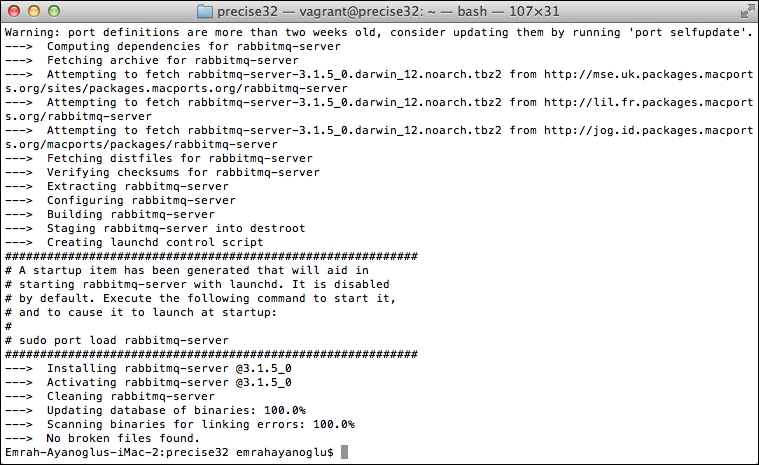 precise32 — vagrant@precise32: ~ — bash — 107×31
Warning: port definitions are more than two weeks old, consider updating them by running 'port selfupdate'.
--->  Computing dependencies for rabbitmq-server
--->  Fetching archive for rabbitmq-server
--->  Attempting to fetch rabbitmq-server-3.1.5_0.darwin_12.noarch.tbz2 from http://mse.uk.packages.macport
s.org/sites/packages.macports.org/rabbitmq-server
--->  Attempting to fetch rabbitmq-server-3.1.5_0.darwin_12.noarch.tbz2 from http://lil.fr.packages.macport
s.org/rabbitmq-server
--->  Attempting to fetch rabbitmq-server-3.1.5_0.darwin_12.noarch.tbz2 from http://jog.id.packages.macport
s.org/macports/packages/rabbitmq-server
--->  Fetching distfiles for rabbitmq-server
--->  Verifying checksums for rabbitmq-server
--->  Extracting rabbitmq-server
--->  Configuring rabbitmq-server
--->  Building rabbitmq-server
--->  Staging rabbitmq-server into destroot
--->  Creating launchd control script
###########################################################
# A startup item has been generated that will aid in
# starting rabbitmq-server with launchd. It is disabled
# by default. Execute the following command to start it,
# and to cause it to launch at startup:
#
# sudo port load rabbitmq-server
###########################################################
--->  Installing rabbitmq-server @3.1.5_0
--->  Activating rabbitmq-server @3.1.5_0
--->  Cleaning rabbitmq-server
--->  Updating database of binaries: 100.0%
--->  Scanning binaries for linking errors: 100.0%
--->  No broken files found.
Emrah-Ayanoglus-iMac-2:precise32 emrahayanoglu$